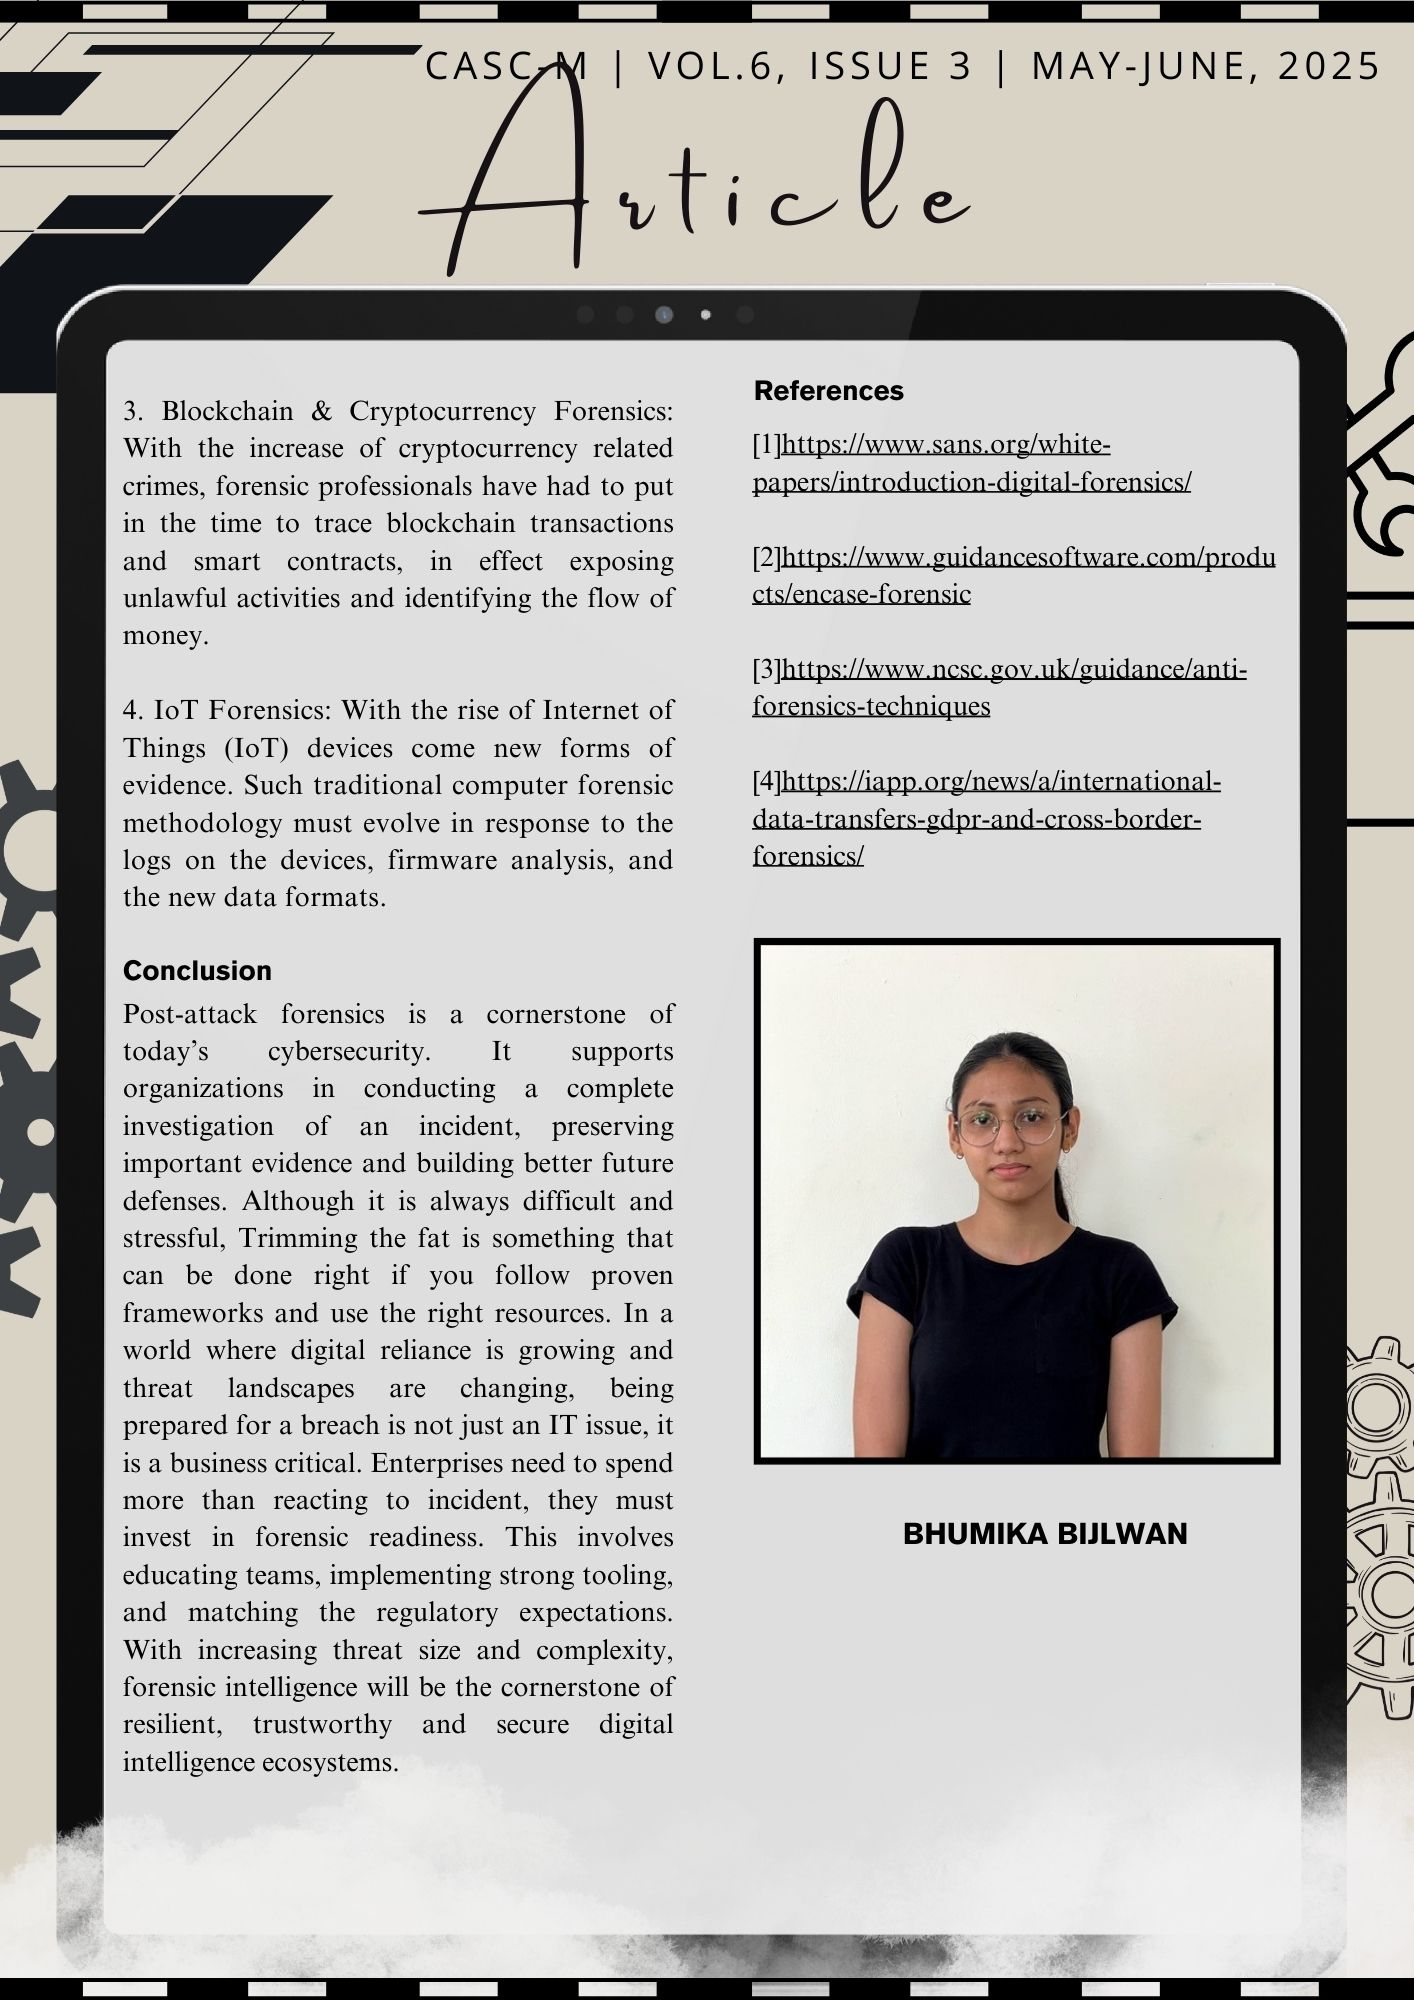 CASC-M | VOL.6, ISSUE 3 | MAY-JUNE, 2025
Article
3. Blockchain & Cryptocurrency Forensics:
With the increase of cryptocurrency related
crimes, forensic professionals have had to put
in the time to trace blockchain transactions
and smart contracts, in effect exposing
unlawful activities and identifying the flow of
money.
4. IoT Forensics: With the rise of Internet of
Things (IoT) devices come new forms of
evidence. Such traditional computer forensic
methodology must evolve in response to the
logs on the devices, firmware analysis, and
the new data formats.
Conclusion
Post-attack forensics is a cornerstone of
today’s cybersecurity. It supports
organizations in conducting a complete
investigation of an incident, preserving
important evidence and building better future
defenses. Although it is always difficult and
stressful, Trimming the fat is something that
can be done right if you follow proven
frameworks and use the right resources. In a
world where digital reliance is growing and
threat landscapes are changing, being
prepared for a breach is not just an IT issue, it
is a business critical. Enterprises need to spend
more than reacting to incident, they must
invest in forensic readiness. This involves
educating teams, implementing strong tooling,
and matching the regulatory expectations.
With increasing threat size and complexity,
forensic intelligence will be the cornerstone of
resilient, trustworthy and secure digital
intelligence ecosystems.
References
[1]https://www.sans.org/white-
papers/introduction-digital-forensics/
[2]https://www.guidancesoftware.com/produ
cts/encase-forensic
[3]https://www.ncsc.gov.uk/guidance/anti-
forensics-techniques
[4]https://iapp.org/news/a/international-
data-transfers-gdpr-and-cross-border-
forensics/
BHUMIKA BIJLWAN